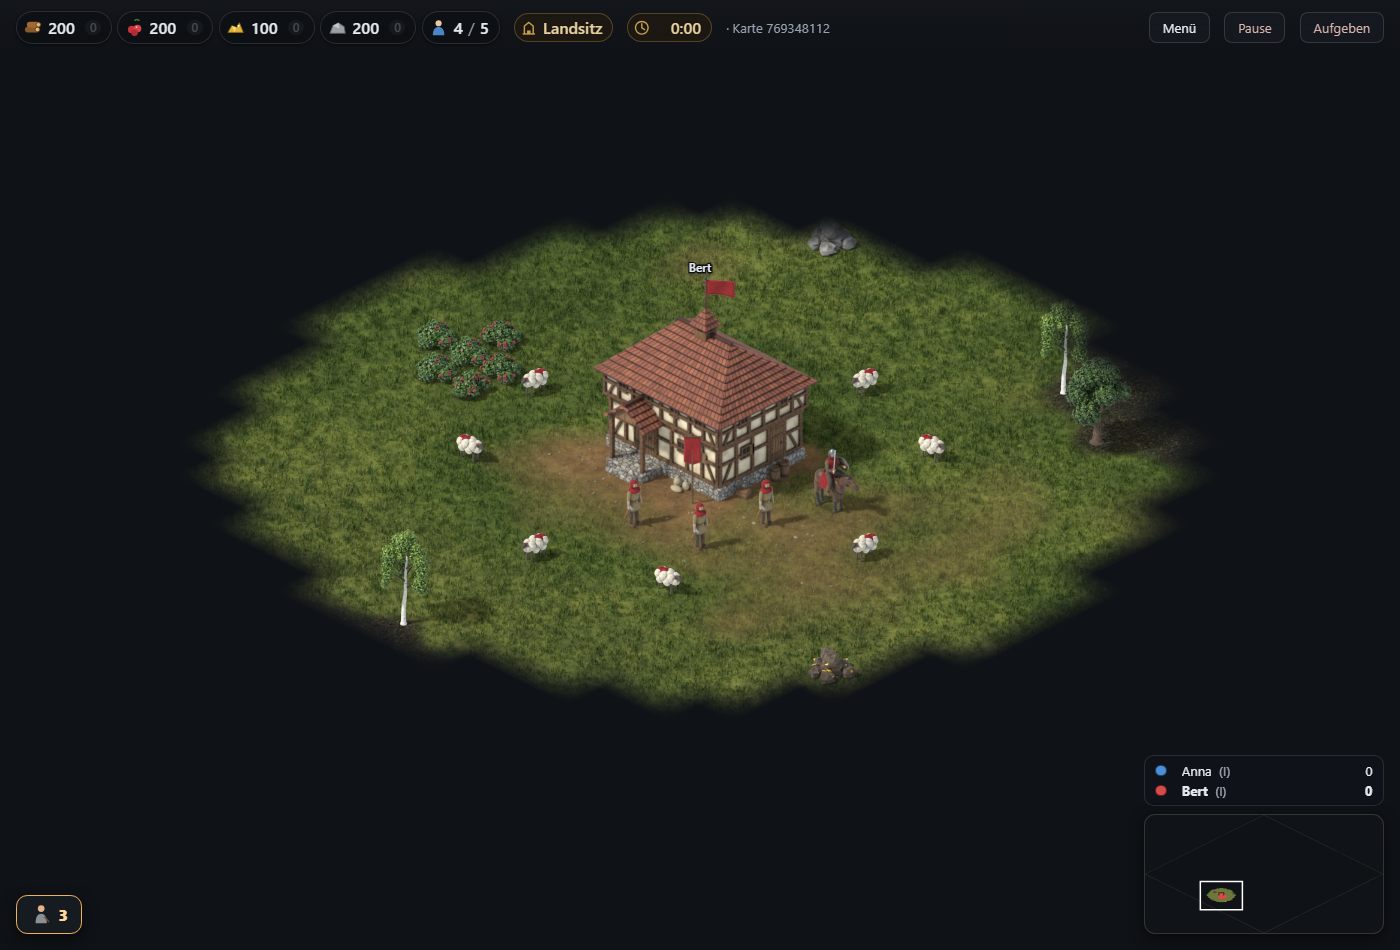 200 0 200 0 100 0 200 0 4 / 5 Landsitz 0:00 · Karte 769348112 Menü Pause Aufgeben
Bert
Anna (I) 0
Bert (I) 0
3